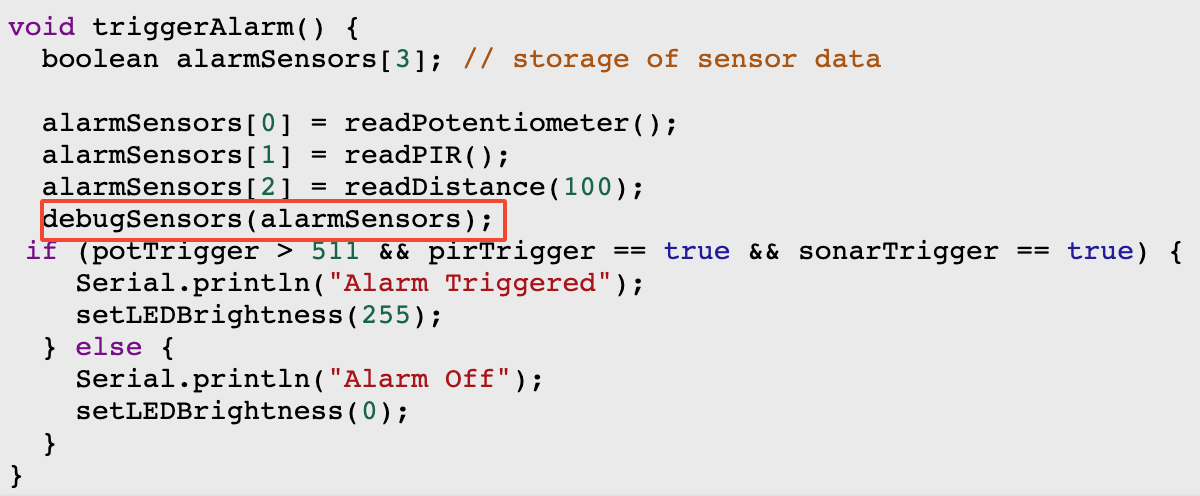 void triggerAlarm() {
  boolean alarmSensors[3]; // storage of sensor data

  alarmSensors[0] = readPotentiometer();
  alarmSensors[1] = readPIR();
  alarmSensors[2] = readDistance(100);
  debugSensors(alarmSensors);
 if (potTrigger > 511 && pirTrigger == true && sonarTrigger == true) {
    Serial.println("Alarm Triggered");
    setLEDBrightness(255);
  } else {
    Serial.println("Alarm Off");
    setLEDBrightness(0);
  }
}